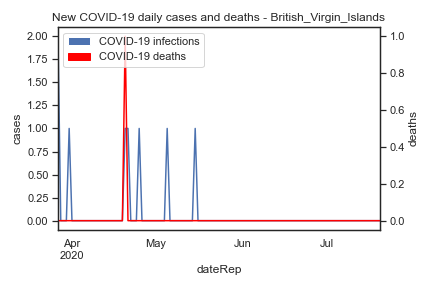 New COVID-19 daily cases and deaths - British_Virgin_Islands
COVID-19 infections
COVID-19 deaths
cases
2.00
1.75
1.50
1.25
1.00
0.75
0.50
0.25
0.00
deaths
1.0
0.8
0.6
0.4
0.2
0.0
Apr
2020
May
Jun
Jul
dateRep